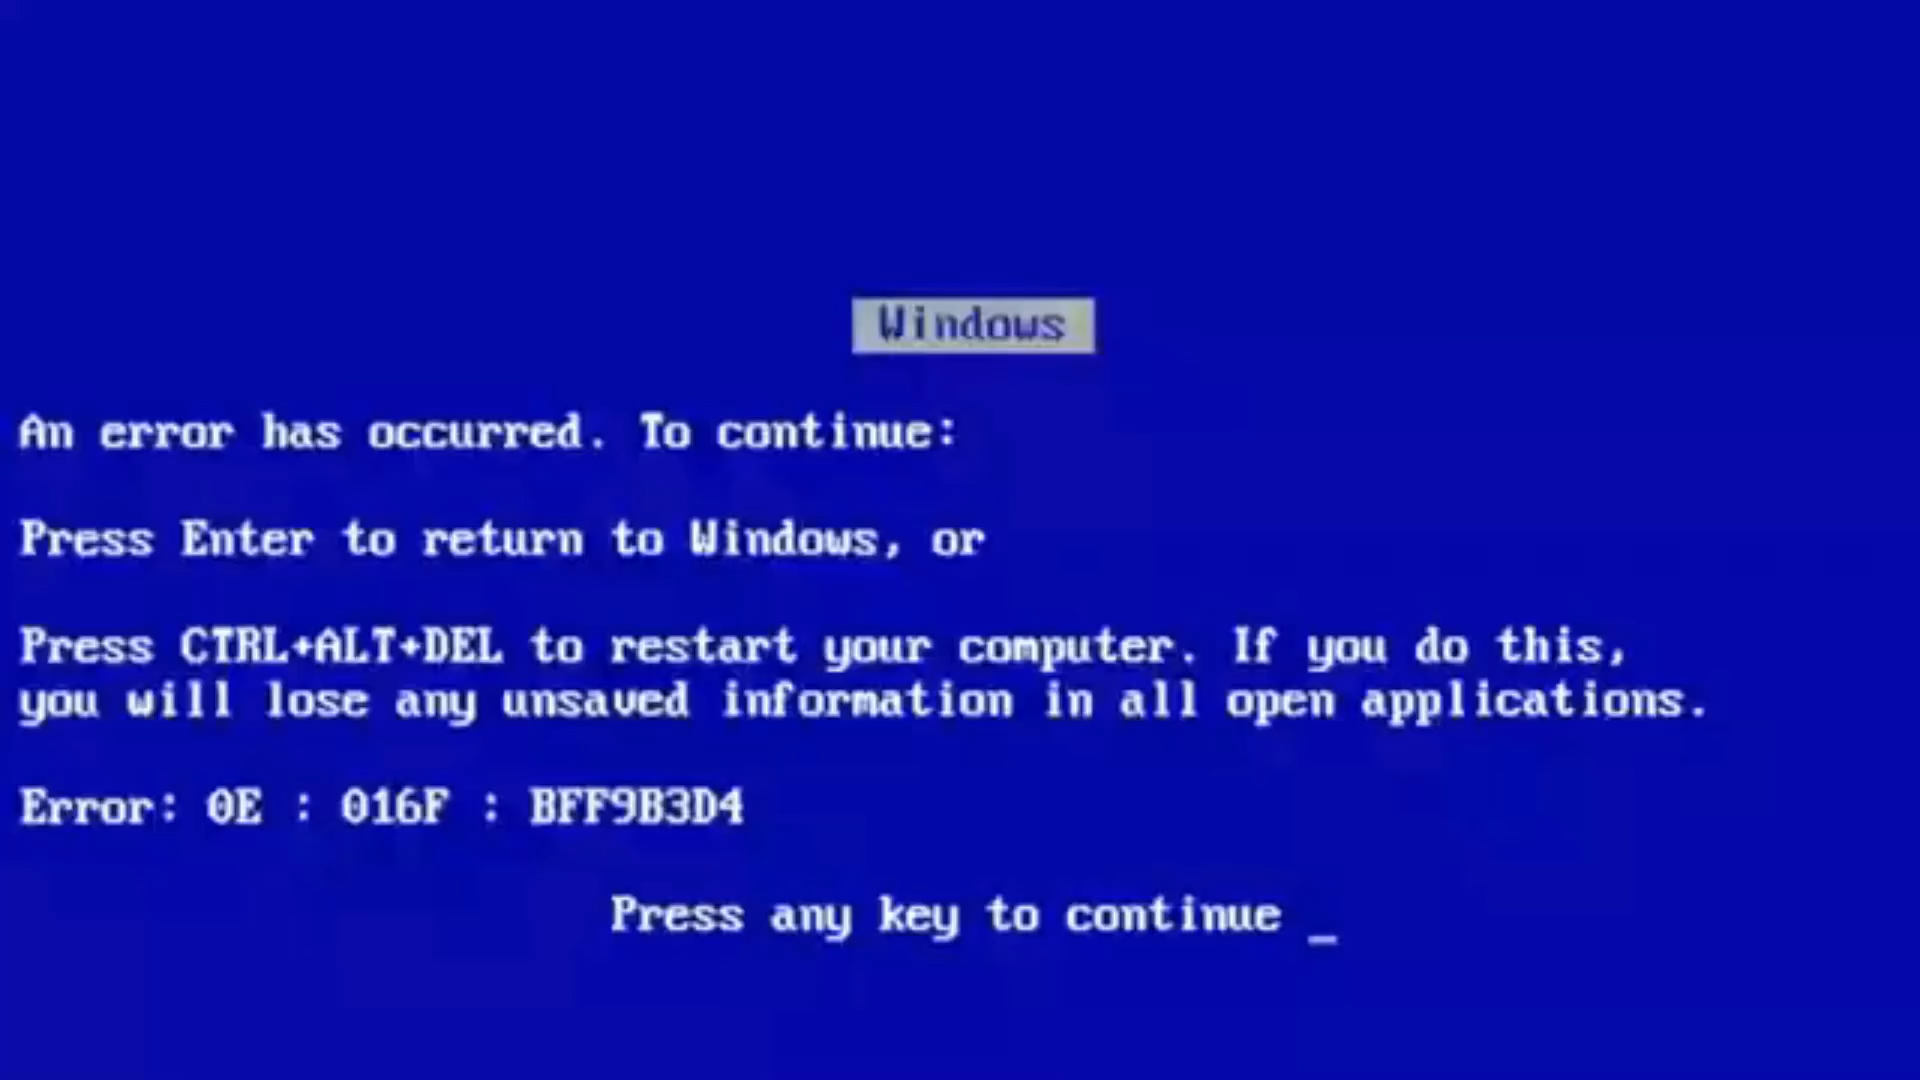 Windows
An error has occurred. To continue:
Press Enter to return to Windows, or
Press CTRL+ALT+DEL to restart your computer. If you do this,
you will lose any unsaved information in all open applications.
Error: 0E : 016F : BFF9B3D4
Press any key to continue _